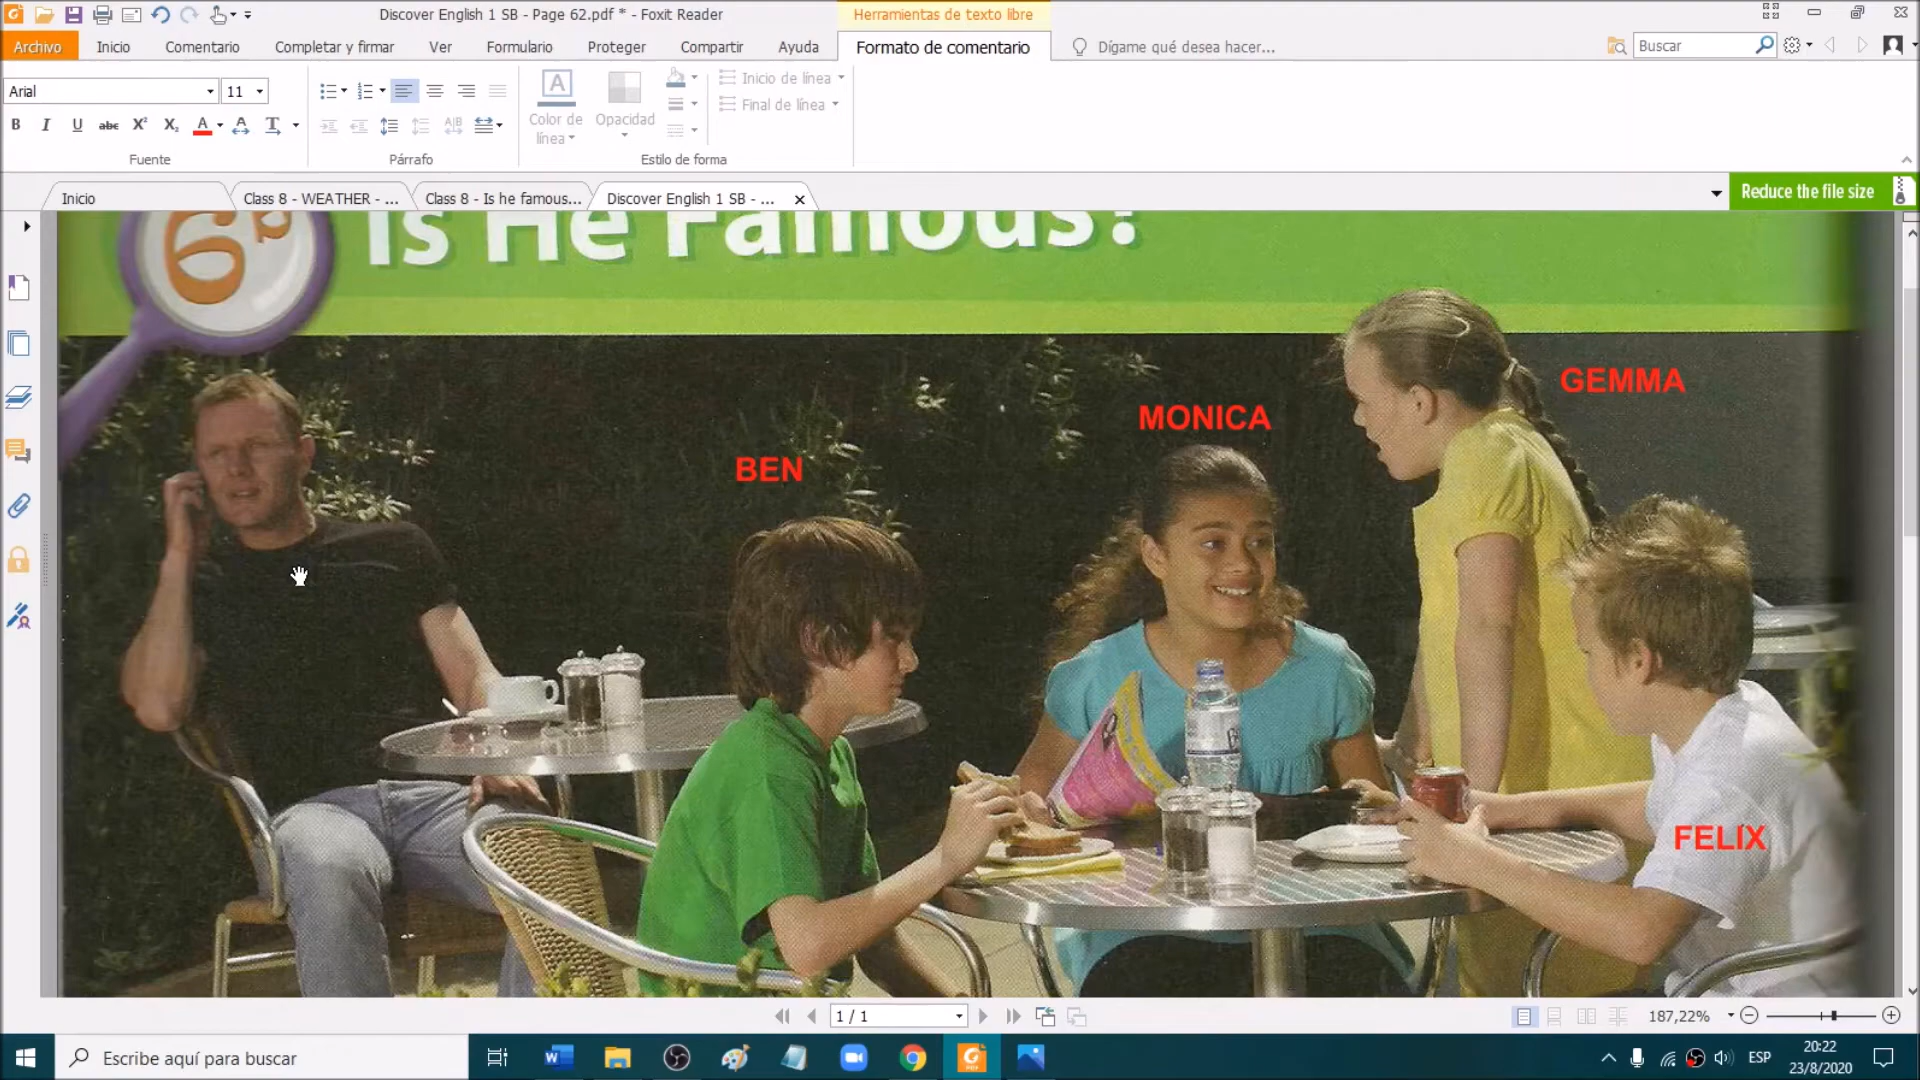 Discover English 1 SB - Page 62.pdf * - Foxit Reader
Herramientas de texto libre
Archivo
Inicio
Comentario
Completar y firmar
Ver
Formulario
Proteger
Compartir
Ayuda
Formato de comentario
Dígame qué desea hacer...
Buscar
Arial
11
A
Inicio de línea
Final de línea
Color de línea
Opacidad
B I U abc X² X₂ A A T
Fuente
Párrafo
Estilo de forma
Inicio
Class 8 - WEATHER - ...
Class 8 - Is he famous...
Discover English 1 SB - ...
Reduce the file size
6b Is He Famous?
GEMMA
MONICA
BEN
FELIX
1 / 1
187,22%
Escribe aquí para buscar
ESP
20:22
23/8/2020